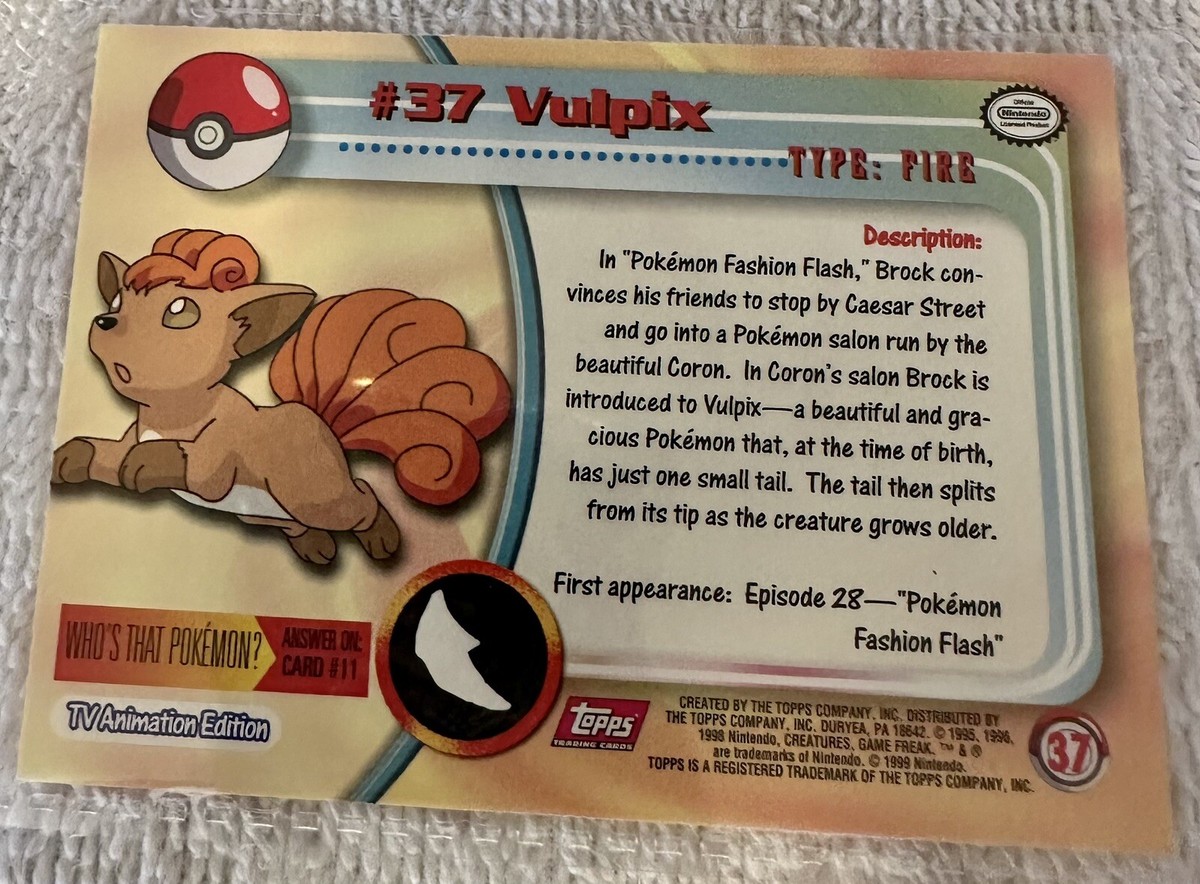 #37 Vulpix
Official
Nintendo
Licensed Product
TYPE: FIRE
Description:
In "Pokémon Fashion Flash," Brock con-
vinces his friends to stop by Caesar Street
and go into a Pokémon salon run by the
beautiful Coron. In Coron's salon Brock is
introduced to Vulpix—a beautiful and gra-
cious Pokémon that, at the time of birth,
has just one small tail. The tail then splits
from its tip as the creature grows older.
First appearance: Episode 28—"Pokémon
Fashion Flash"
WHO'S THAT POKÉMON?
ANSWER ON:
CARD #11
TV Animation Edition
TOPPS
TRADING CARDS
CREATED BY THE TOPPS COMPANY, INC. DISTRIBUTED BY
THE TOPPS COMPANY, INC. DURYEA, PA 18642. © 1995, 1996,
1998 Nintendo, CREATURES, GAME FREAK. ™ & ®
are trademarks of Nintendo. © 1999 Nintendo.
TOPPS IS A REGISTERED TRADEMARK OF THE TOPPS COMPANY, INC.
37